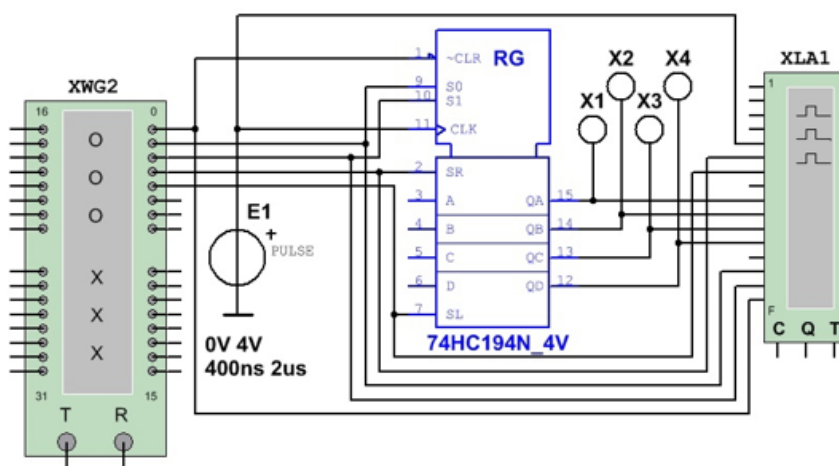 XWG2
16
0
O
O
O
X
X
X
31
15
T
R
E1
+
PULSE
0V 4V
400ns 2us
RG
1
~CLR
9
S0
10
S1
11
CLK
2
SR
3
A
QA
15
4
B
QB
14
5
C
QC
13
6
D
QD
12
7
SL
74HC194N_4V
X1
X2
X3
X4
XLA1
1
F
C Q T